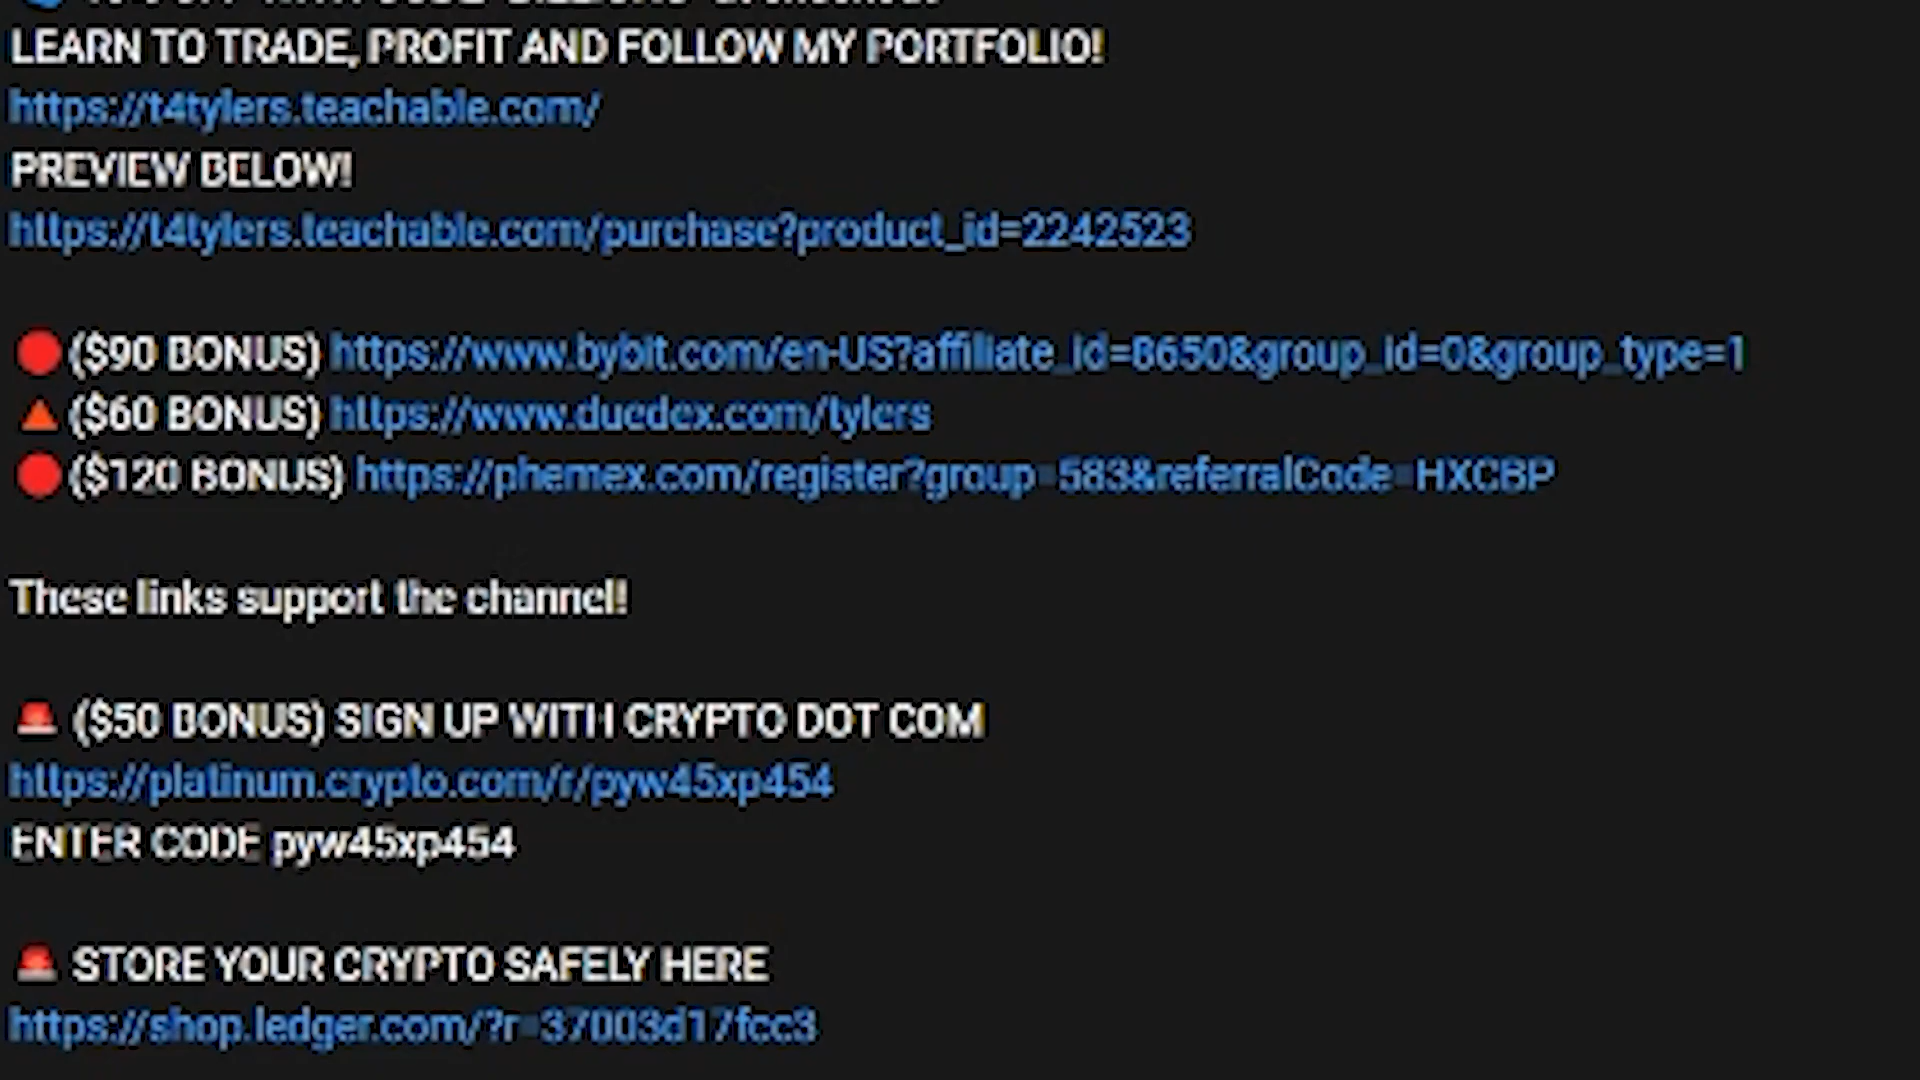 LEARN TO TRADE, PROFIT AND FOLLOW MY PORTFOLIO!
https://t4tylers.teachable.com/
PREVIEW BELOW!
https://t4tylers.teachable.com/purchase?product_id=2242523
($90 BONUS) https://www.bybit.com/en-US?affiliate_id=8650&group_id=0&group_type=1
($60 BONUS) https://www.duedex.com/tylers
($120 BONUS) https://phemex.com/register?group=583&referralCode=HXCBP
These links support the channel!
($50 BONUS) SIGN UP WITH CRYPTO DOT COM
https://platinum.crypto.com/r/pyw45xp454
ENTER CODE pyw45xp454
STORE YOUR CRYPTO SAFELY HERE
https://shop.ledger.com/?r=37003d17fcc3